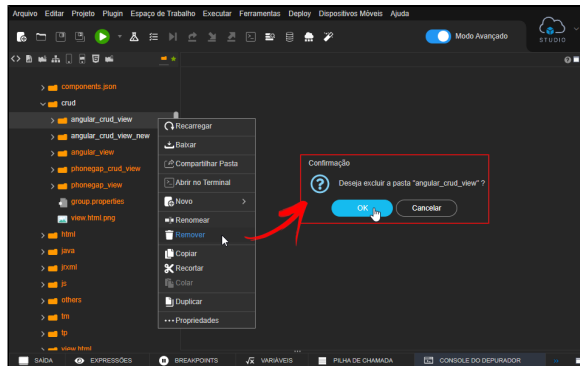 Arquivo Editar Projeto Plugin Espaço de Trabalho Executar Ferramentas Deploy Dispositivos Móveis Ajuda
Modo Avançado
STUDIO
components.json
crud
angular_crud_view
angular_crud_view_new
angular_view
phonegap_crud_view
phonegap_view
group.properties
view.html.png
html
java
jrxml
js
others
tm
tp
view.html
Recarregar
Baixar
Compartilhar Pasta
Abrir no Terminal
Novo
Renomear
Remover
Copiar
Recortar
Colar
Duplicar
Propriedades
Confirmação
Deseja excluir a pasta "angular_crud_view" ?
OK Cancelar
SAÍDA EXPRESSÕES BREAKPOINTS VARIÁVEIS PILHA DE CHAMADA CONSOLE DO DEPURADOR